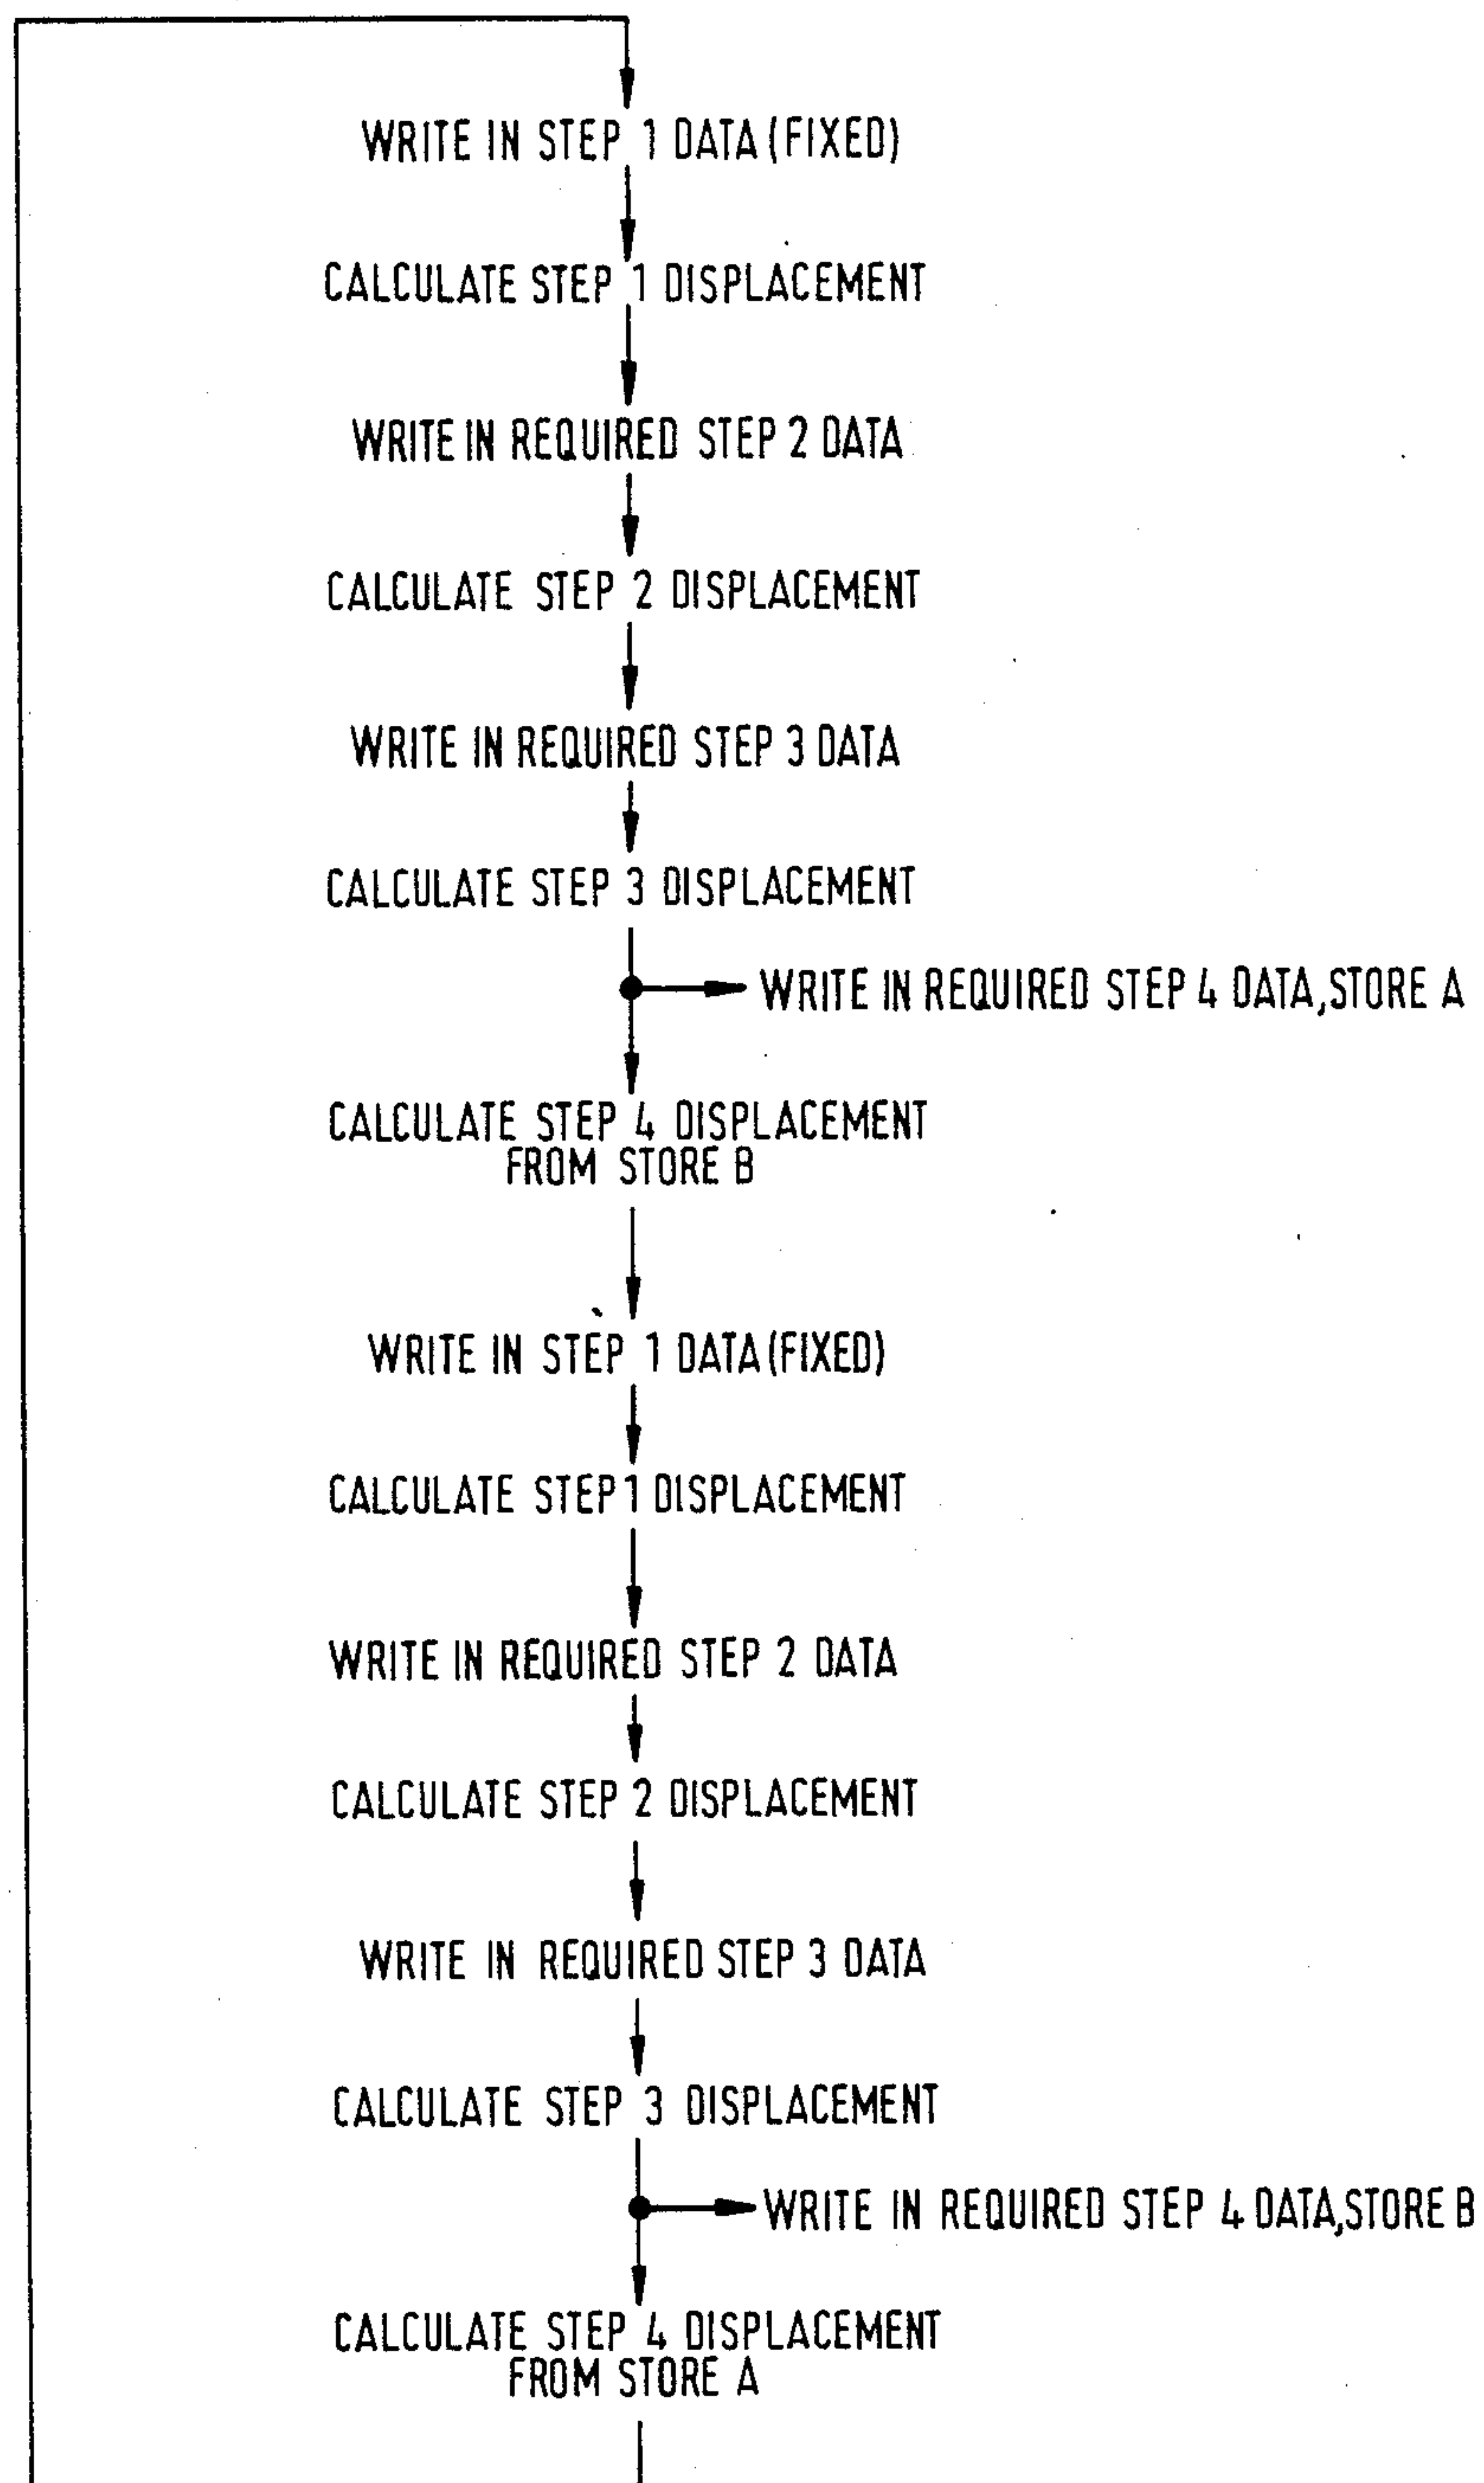 WRITE IN STEP 1 DATA (FIXED)
CALCULATE STEP 1 DISPLACEMENT
WRITE IN REQUIRED STEP 2 DATA
CALCULATE STEP 2 DISPLACEMENT
WRITE IN REQUIRED STEP 3 DATA
CALCULATE STEP 3 DISPLACEMENT
WRITE IN REQUIRED STEP 4 DATA, STORE A
CALCULATE STEP 4 DISPLACEMENT
FROM STORE B
WRITE IN STEP 1 DATA (FIXED)
CALCULATE STEP 1 DISPLACEMENT
WRITE IN REQUIRED STEP 2 DATA
CALCULATE STEP 2 DISPLACEMENT
WRITE IN REQUIRED STEP 3 DATA
CALCULATE STEP 3 DISPLACEMENT
WRITE IN REQUIRED STEP 4 DATA, STORE B
CALCULATE STEP 4 DISPLACEMENT
FROM STORE A